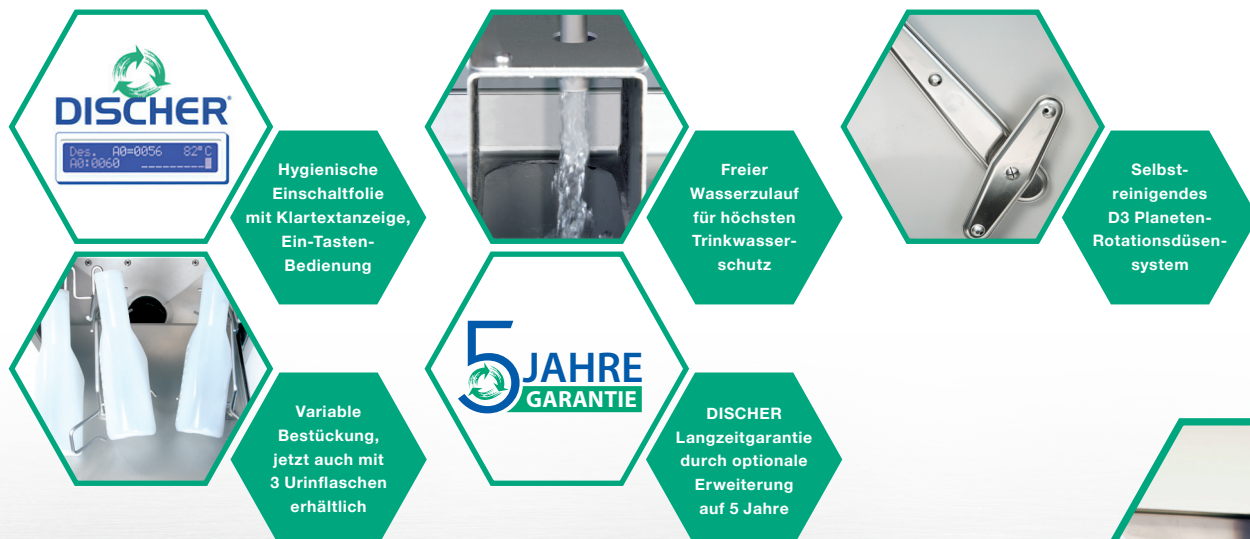 DISCHER®
Des. A0=0056 82°C
A0:0060 _________
Hygienische
Einschaltfolie
mit Klartextanzeige,
Ein-Tasten-
Bedienung
Freier
Wasserzulauf
für höchsten
Trinkwasser-
schutz
Selbst-
reinigendes
D3 Planeten-
Rotationsdüsen-
system
Variable
Bestückung,
jetzt auch mit
3 Urinflaschen
erhältlich
5 JAHRE
GARANTIE
DISCHER
Langzeitgarantie
durch optionale
Erweiterung
auf 5 Jahre